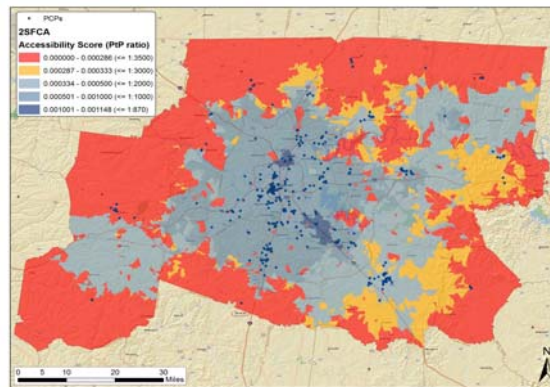 PCPs
2SFCA
Accessibility Score (PtP ratio)
0.000000 - 0.000286 (<= 1:3500)
0.000287 - 0.000333 (<= 1:3000)
0.000334 - 0.000500 (<= 1:2000)
0.000501 - 0.001000 (<= 1:1000)
0.001001 - 0.001148 (<= 1:870)
N
0 5 10 20 30
Miles